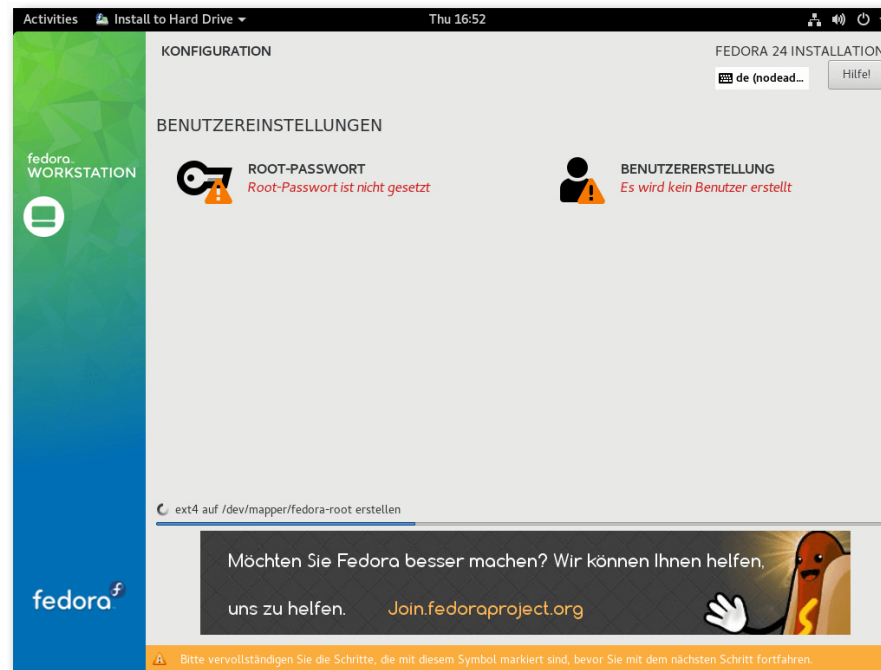 Activities Install to Hard Drive Thu 16:52
KONFIGURATION
FEDORA 24 INSTALLATION
de (nodead...
Hilfe!
BENUTZEREINSTELLUNGEN
fedora
WORKSTATION
ROOT-PASSWORT
Root-Passwort ist nicht gesetzt
BENUTZERERSTELLUNG
Es wird kein Benutzer erstellt
ext4 auf /dev/mapper/fedora-root erstellen
Möchten Sie Fedora besser machen? Wir können Ihnen helfen,
uns zu helfen. Join.fedoraproject.org
fedora
Bitte vervollständigen Sie die Schritte, die mit diesem Symbol markiert sind, bevor Sie mit dem nächsten Schritt fortfahren.